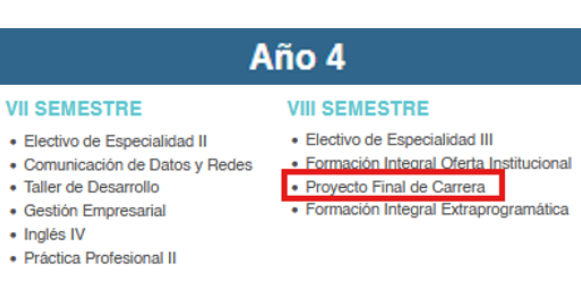 Año 4
VII SEMESTRE
• Electivo de Especialidad II
• Comunicación de Datos y Redes
• Taller de Desarrollo
• Gestión Empresarial
• Inglés IV
• Práctica Profesional II
VIII SEMESTRE
• Electivo de Especialidad III
• Formación Integral Oferta Institucional
• Proyecto Final de Carrera
• Formación Integral Extraprogramática